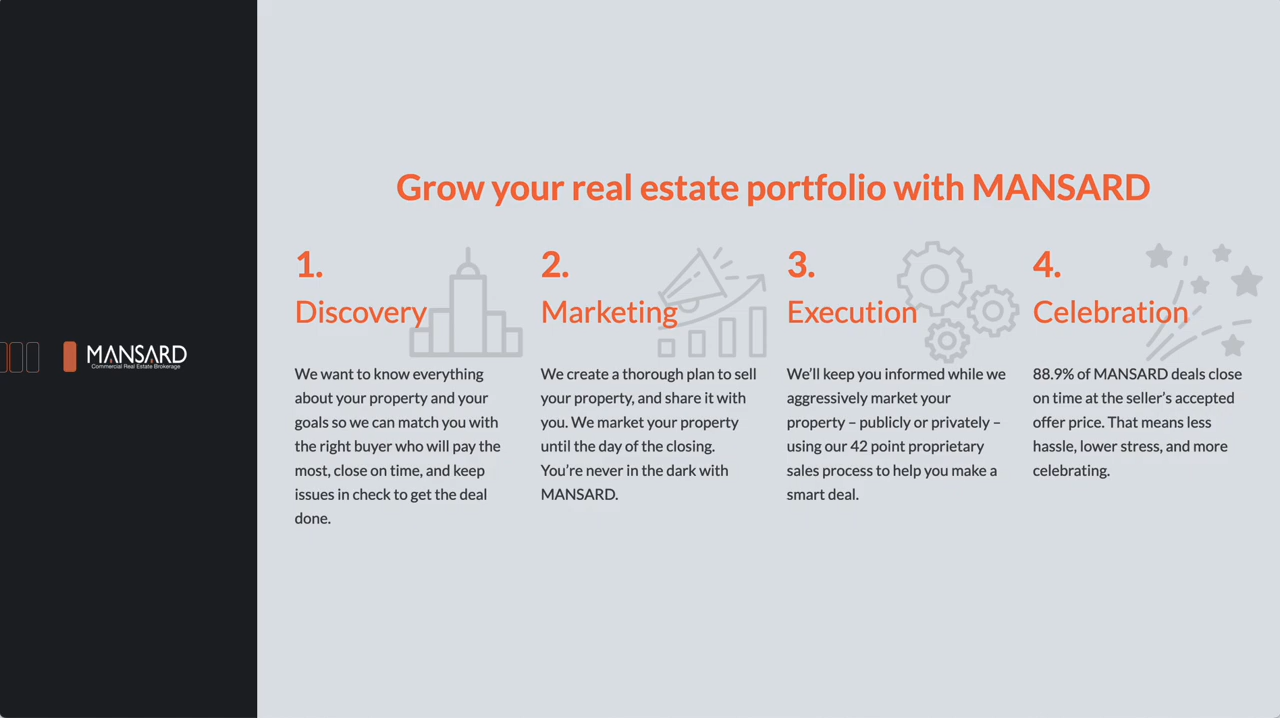 MANSARD
Commercial Real Estate Brokerage
Grow your real estate portfolio with MANSARD
1.
Discovery
We want to know everything
about your property and your
goals so we can match you with
the right buyer who will pay the
most, close on time, and keep
issues in check to get the deal
done.
2.
Marketing
We create a thorough plan to sell
your property, and share it with
you. We market your property
until the day of the closing.
You’re never in the dark with
MANSARD.
3.
Execution
We’ll keep you informed while we
aggressively market your
property – publicly or privately –
using our 42 point proprietary
sales process to help you make a
smart deal.
4.
Celebration
88.9% of MANSARD deals close
on time at the seller’s accepted
offer price. That means less
hassle, lower stress, and more
celebrating.